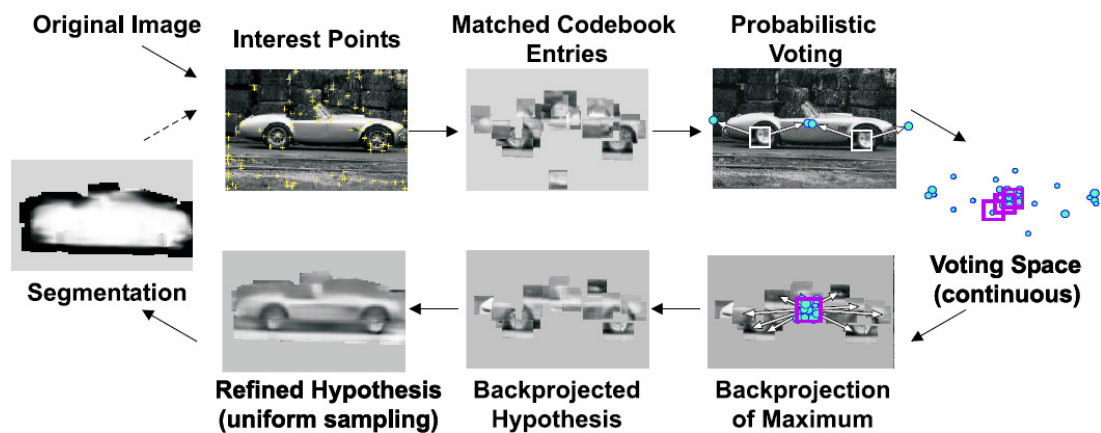 Original Image
Interest Points
Matched Codebook
Entries
Probabilistic
Voting
Voting Space
(continuous)
Segmentation
Refined Hypothesis
(uniform sampling)
Backprojected
Hypothesis
Backprojection
of Maximum